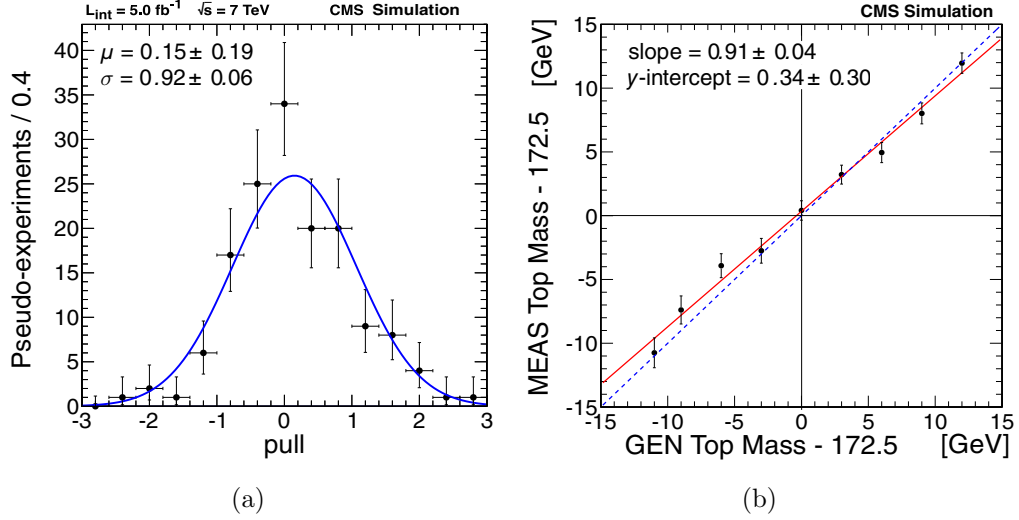 L_int = 5.0 fb⁻¹ √s = 7 TeV CMS Simulation
μ = 0.15 ± 0.19
σ = 0.92 ± 0.06
Pseudo-experiments / 0.4
40
35
30
25
20
15
10
5
0
-3 -2 -1 0 1 2 3
pull
(a)
CMS Simulation
slope = 0.91 ± 0.04
y-intercept = 0.34 ± 0.30
MEAS Top Mass - 172.5 [GeV]
15
10
5
0
-5
-10
-15
-15 -10 -5 0 5 10 15
GEN Top Mass - 172.5 [GeV]
(b)